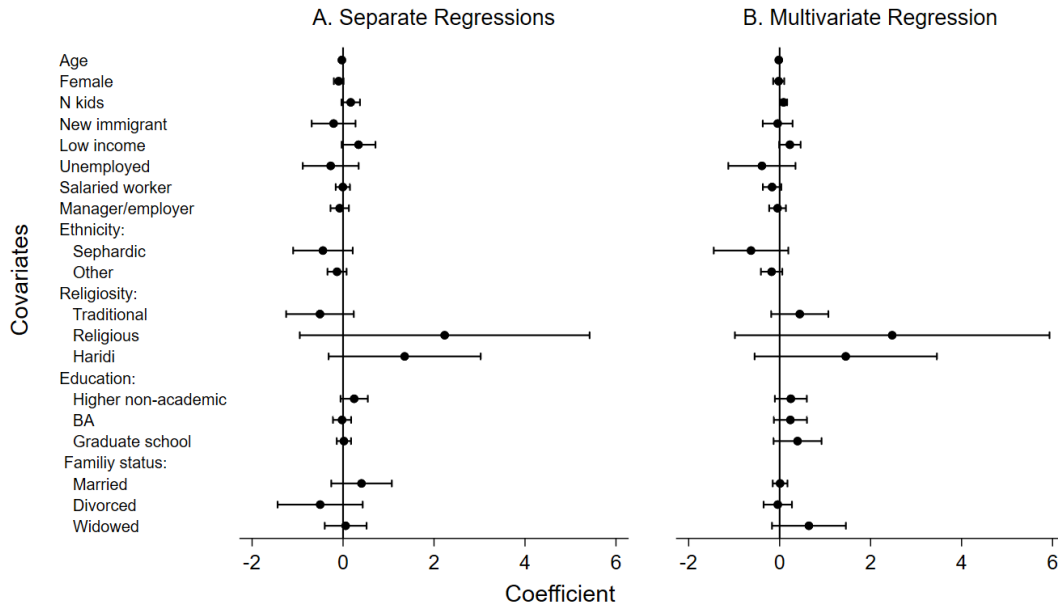 A. Separate Regressions
B. Multivariate Regression
Covariates
Age
Female
N kids
New immigrant
Low income
Unemployed
Salaried worker
Manager/employer
Ethnicity:
Sephardic
Other
Religiosity:
Traditional
Religious
Haridi
Education:
Higher non-academic
BA
Graduate school
Familiy status:
Married
Divorced
Widowed
-2 0 2 4 6
-2 0 2 4 6
Coefficient